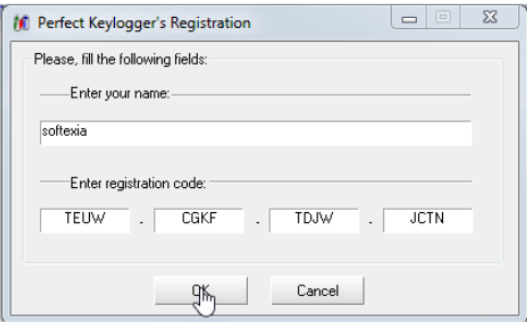 Perfect Keylogger's Registration
Please, fill the following fields:
Enter your name:
softexia
Enter registration code:
TEUW . CGKF . TDJW . JCTN
OK Cancel